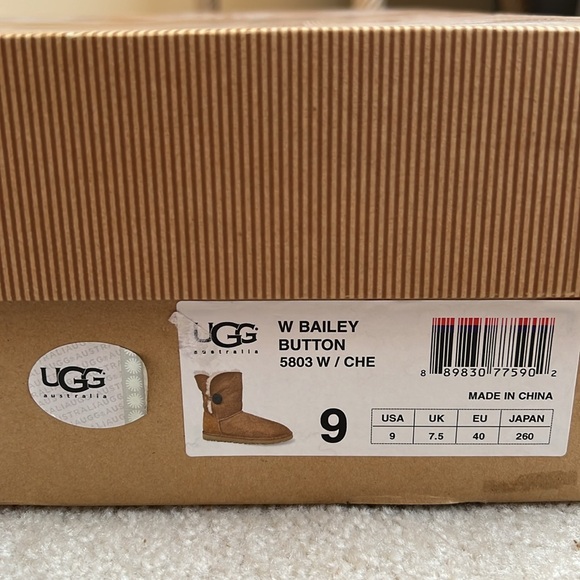 UGG
australia
UGG
australia
W BAILEY
BUTTON
5803 W / CHE
8 89830 77590 2
MADE IN CHINA
9
USA UK EU JAPAN
9 7.5 40 260